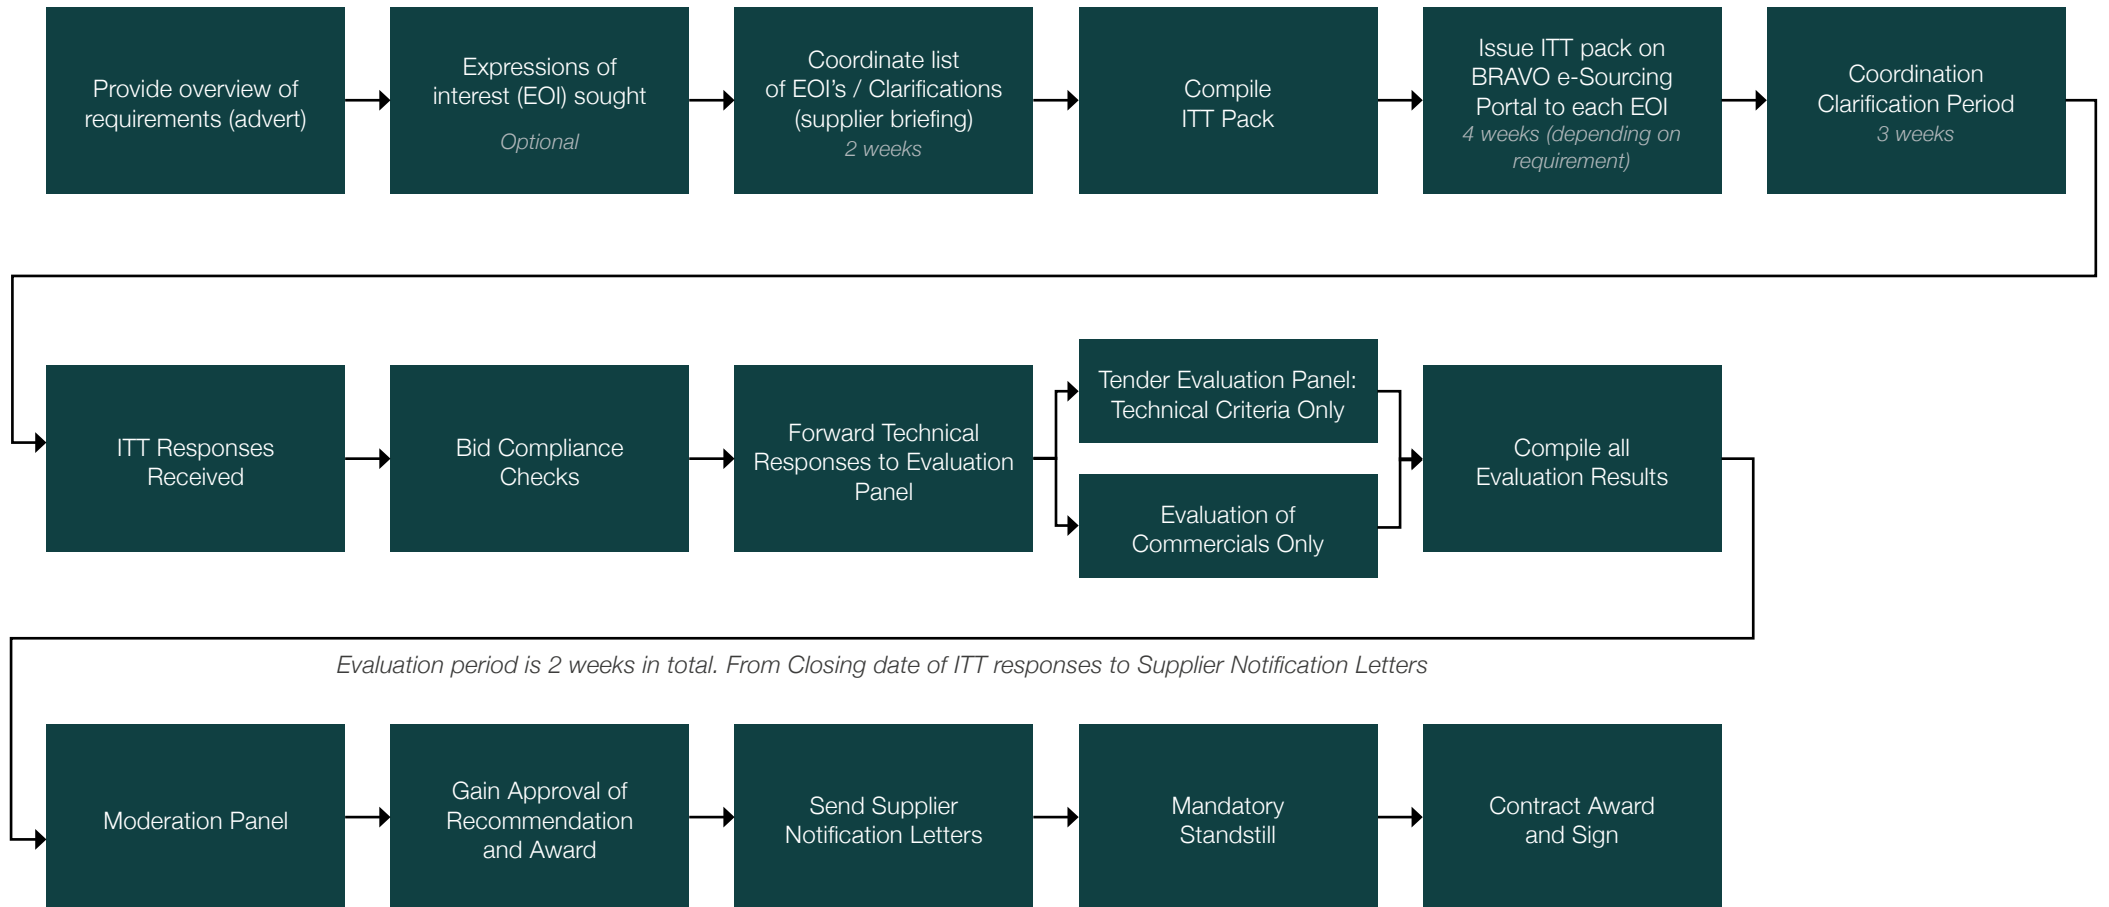 Provide overview of
requirements (advert)
Expressions of
interest (EOI) sought
Optional
Coordinate list
of EOI's / Clarifications
(supplier briefing)
2 weeks
Compile
ITT Pack
Issue ITT pack on
BRAVO e-Sourcing
Portal to each EOI
4 weeks (depending on
requirement)
Coordination
Clarification Period
3 weeks
ITT Responses
Received
Bid Compliance
Checks
Forward Technical
Responses to Evaluation
Panel
Tender Evaluation Panel:
Technical Criteria Only
Evaluation of
Commercials Only
Compile all
Evaluation Results
Evaluation period is 2 weeks in total. From Closing date of ITT responses to Supplier Notification Letters
Moderation Panel
Gain Approval of
Recommendation
and Award
Send Supplier
Notification Letters
Mandatory
Standstill
Contract Award
and Sign